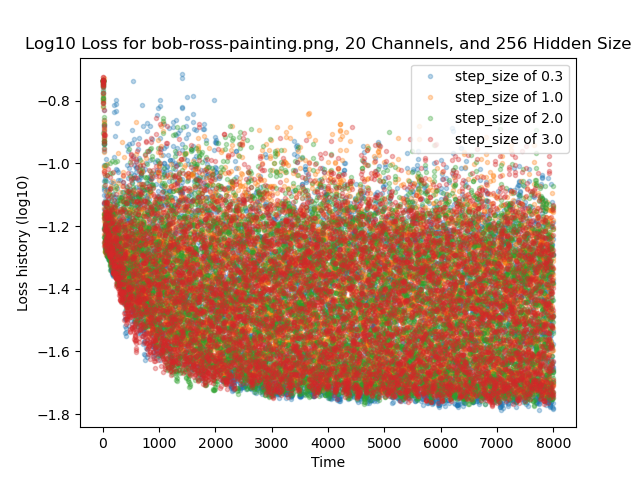 Log10 Loss for bob-ross-painting.png, 20 Channels, and 256 Hidden Size
step_size of 0.3
step_size of 1.0
step_size of 2.0
step_size of 3.0
−0.8
−1.0
−1.2
−1.4
−1.6
−1.8
Loss history (log10)
0 1000 2000 3000 4000 5000 6000 7000 8000
Time